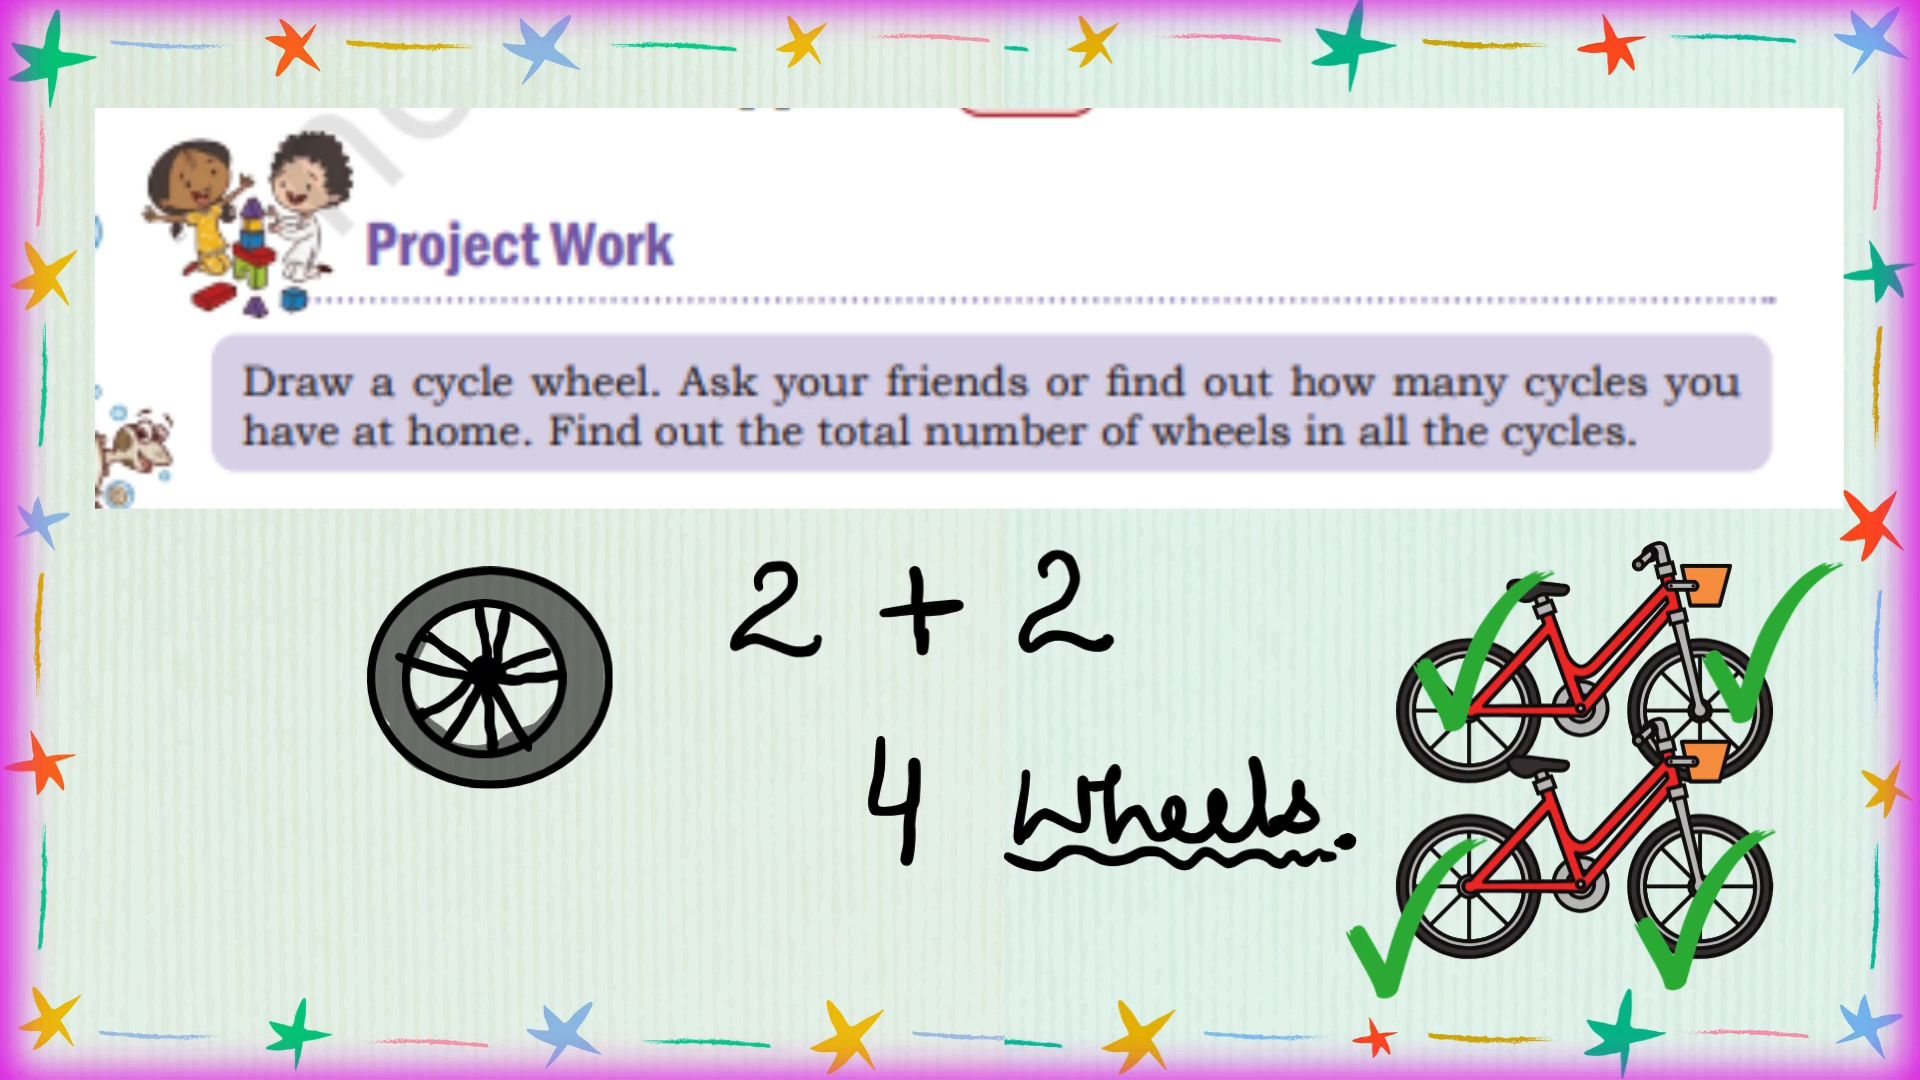 Project Work
Draw a cycle wheel. Ask your friends or find out how many cycles you
have at home. Find out the total number of wheels in all the cycles.
2 + 2
4 Wheels.